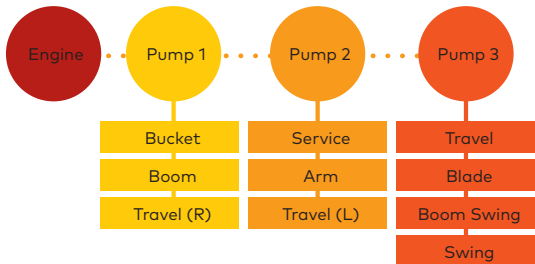 Engine
Pump 1
Pump 2
Pump 3
Bucket
Service
Travel
Boom
Arm
Blade
Travel (R)
Travel (L)
Boom Swing
Swing